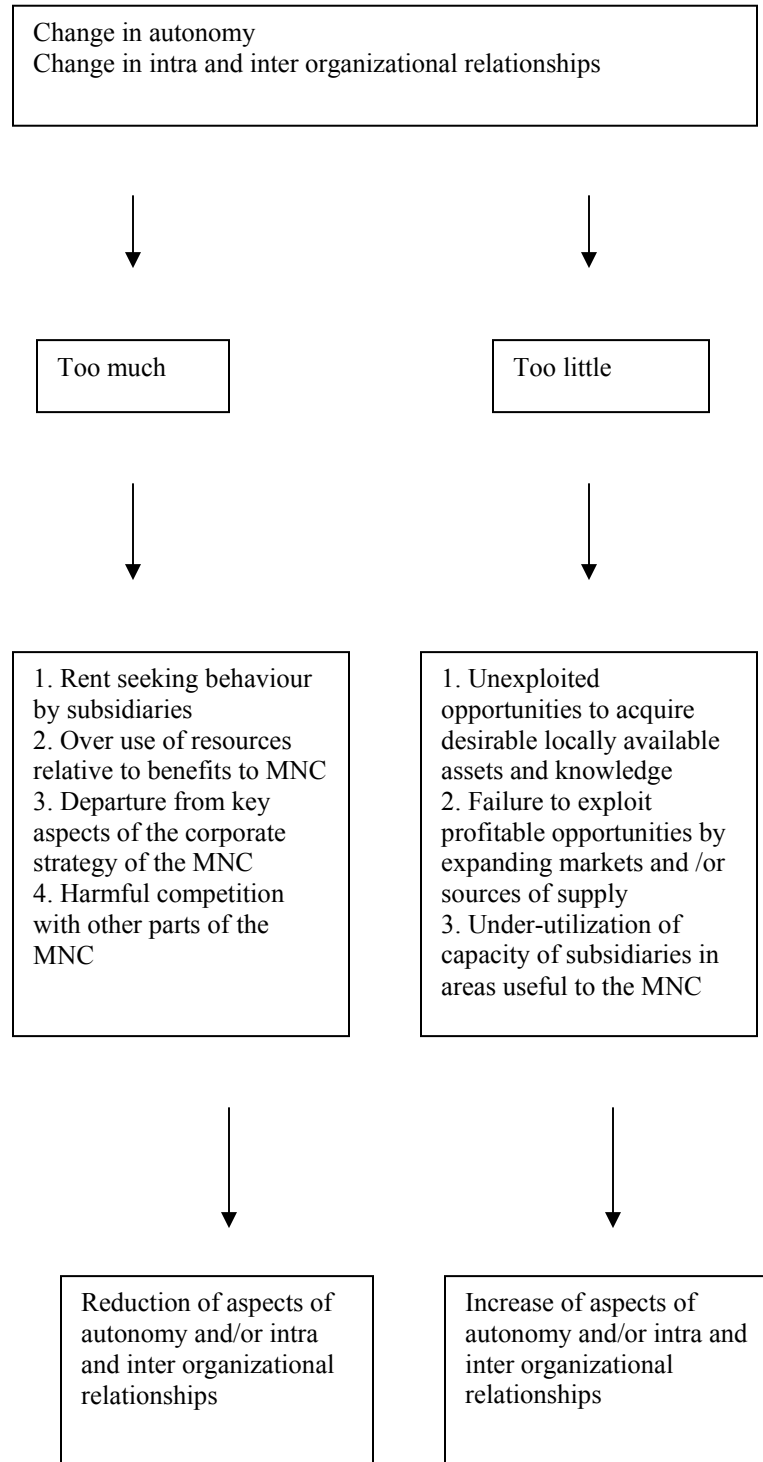 Change in autonomy
Change in intra and inter organizational relationships
Too much
Too little
1. Rent seeking behaviour
by subsidiaries
2. Over use of resources
relative to benefits to MNC
3. Departure from key
aspects of the corporate
strategy of the MNC
4. Harmful competition
with other parts of the
MNC
1. Unexploited
opportunities to acquire
desirable locally available
assets and knowledge
2. Failure to exploit
profitable opportunities by
expanding markets and /or
sources of supply
3. Under-utilization of
capacity of subsidiaries in
areas useful to the MNC
Reduction of aspects of
autonomy and/or intra
and inter organizational
relationships
Increase of aspects of
autonomy and/or intra and
inter organizational
relationships